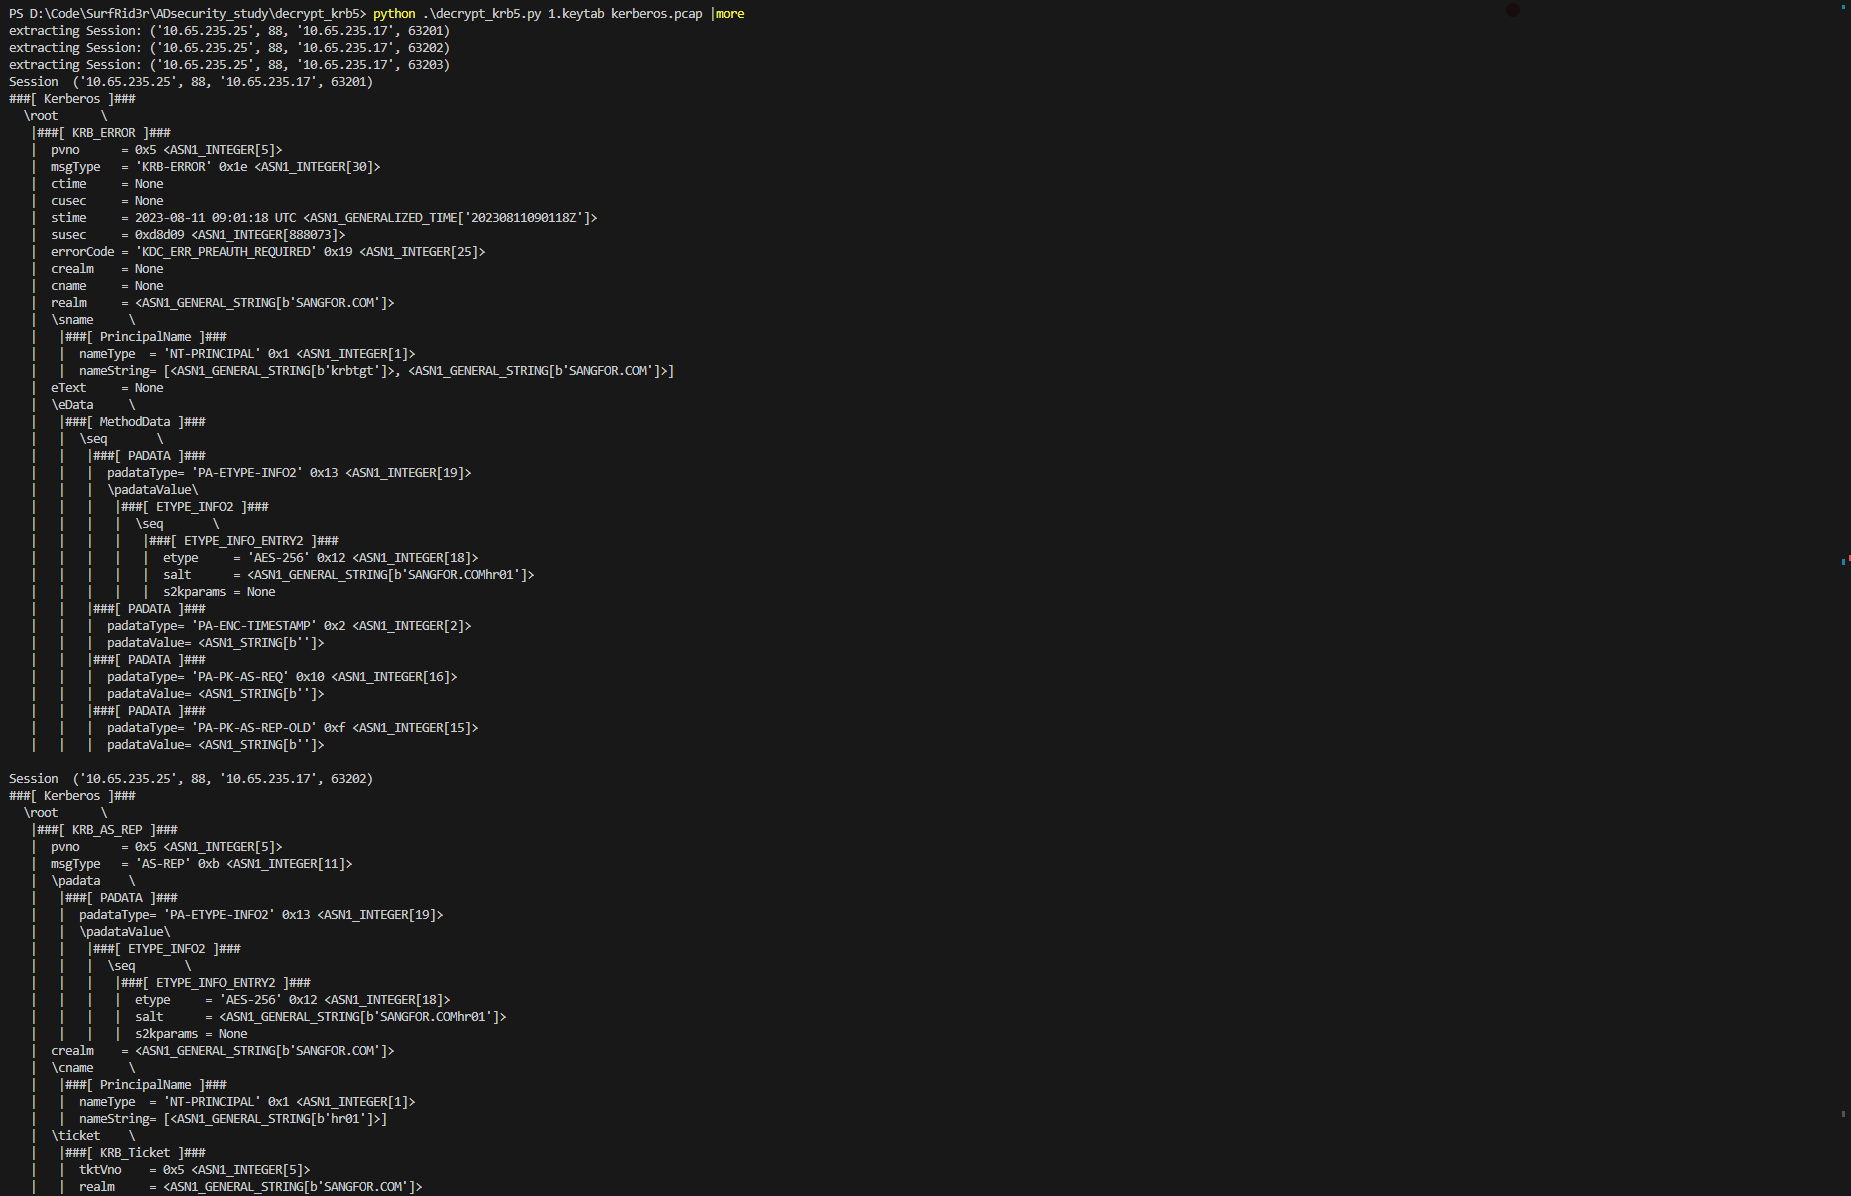 PS D:\Code\SurfRid3r\ADsecurity_study\decrypt_krb5> python .\decrypt_krb5.py 1.keytab kerberos.pcap |more
extracting Session: ('10.65.235.25', 88, '10.65.235.17', 63201)
extracting Session: ('10.65.235.25', 88, '10.65.235.17', 63202)
extracting Session: ('10.65.235.25', 88, '10.65.235.17', 63203)
Session  ('10.65.235.25', 88, '10.65.235.17', 63201)
###[ Kerberos ]###
  \root      \
   |###[ KRB_ERROR ]###
   |  pvno      = 0x5 <ASN1_INTEGER[5]>
   |  msgType   = 'KRB-ERROR' 0x1e <ASN1_INTEGER[30]>
   |  ctime     = None
   |  cusec     = None
   |  stime     = 2023-08-11 09:01:18 UTC <ASN1_GENERALIZED_TIME['20230811090118Z']>
   |  susec     = 0xd8d09 <ASN1_INTEGER[888073]>
   |  errorCode = 'KDC_ERR_PREAUTH_REQUIRED' 0x19 <ASN1_INTEGER[25]>
   |  crealm    = None
   |  cname     = None
   |  realm     = <ASN1_GENERAL_STRING[b'SANGFOR.COM']>
   |  \sname     \
   |   |###[ PrincipalName ]###
   |   |  nameType  = 'NT-PRINCIPAL' 0x1 <ASN1_INTEGER[1]>
   |   |  nameString= [<ASN1_GENERAL_STRING[b'krbtgt']>, <ASN1_GENERAL_STRING[b'SANGFOR.COM']>]
   |  eText     = None
   |  \eData     \
   |   |###[ MethodData ]###
   |   |  \seq       \
   |   |   |###[ PADATA ]###
   |   |   |  padataType= 'PA-ETYPE-INFO2' 0x13 <ASN1_INTEGER[19]>
   |   |   |  \padataValue\
   |   |   |   |###[ ETYPE_INFO2 ]###
   |   |   |   |  \seq       \
   |   |   |   |   |###[ ETYPE_INFO_ENTRY2 ]###
   |   |   |   |   |  etype     = 'AES-256' 0x12 <ASN1_INTEGER[18]>
   |   |   |   |   |  salt      = <ASN1_GENERAL_STRING[b'SANGFOR.COMhr01']>
   |   |   |   |   |  s2kparams = None
   |   |   |###[ PADATA ]###
   |   |   |  padataType= 'PA-ENC-TIMESTAMP' 0x2 <ASN1_INTEGER[2]>
   |   |   |  padataValue= <ASN1_STRING[b'']>
   |   |   |###[ PADATA ]###
   |   |   |  padataType= 'PA-PK-AS-REQ' 0x10 <ASN1_INTEGER[16]>
   |   |   |  padataValue= <ASN1_STRING[b'']>
   |   |   |###[ PADATA ]###
   |   |   |  padataType= 'PA-PK-AS-REP-OLD' 0xf <ASN1_INTEGER[15]>
   |   |   |  padataValue= <ASN1_STRING[b'']>

Session  ('10.65.235.25', 88, '10.65.235.17', 63202)
###[ Kerberos ]###
  \root      \
   |###[ KRB_AS_REP ]###
   |  pvno      = 0x5 <ASN1_INTEGER[5]>
   |  msgType   = 'AS-REP' 0xb <ASN1_INTEGER[11]>
   |  \padata    \
   |   |###[ PADATA ]###
   |   |  padataType= 'PA-ETYPE-INFO2' 0x13 <ASN1_INTEGER[19]>
   |   |  \padataValue\
   |   |   |###[ ETYPE_INFO2 ]###
   |   |   |  \seq       \
   |   |   |   |###[ ETYPE_INFO_ENTRY2 ]###
   |   |   |   |  etype     = 'AES-256' 0x12 <ASN1_INTEGER[18]>
   |   |   |   |  salt      = <ASN1_GENERAL_STRING[b'SANGFOR.COMhr01']>
   |   |   |   |  s2kparams = None
   |  crealm    = <ASN1_GENERAL_STRING[b'SANGFOR.COM']>
   |  \cname     \
   |   |###[ PrincipalName ]###
   |   |  nameType  = 'NT-PRINCIPAL' 0x1 <ASN1_INTEGER[1]>
   |   |  nameString= [<ASN1_GENERAL_STRING[b'hr01']>]
   |  \ticket    \
   |   |###[ KRB_Ticket ]###
   |   |  tktVno    = 0x5 <ASN1_INTEGER[5]>
   |   |  realm     = <ASN1_GENERAL_STRING[b'SANGFOR.COM']>